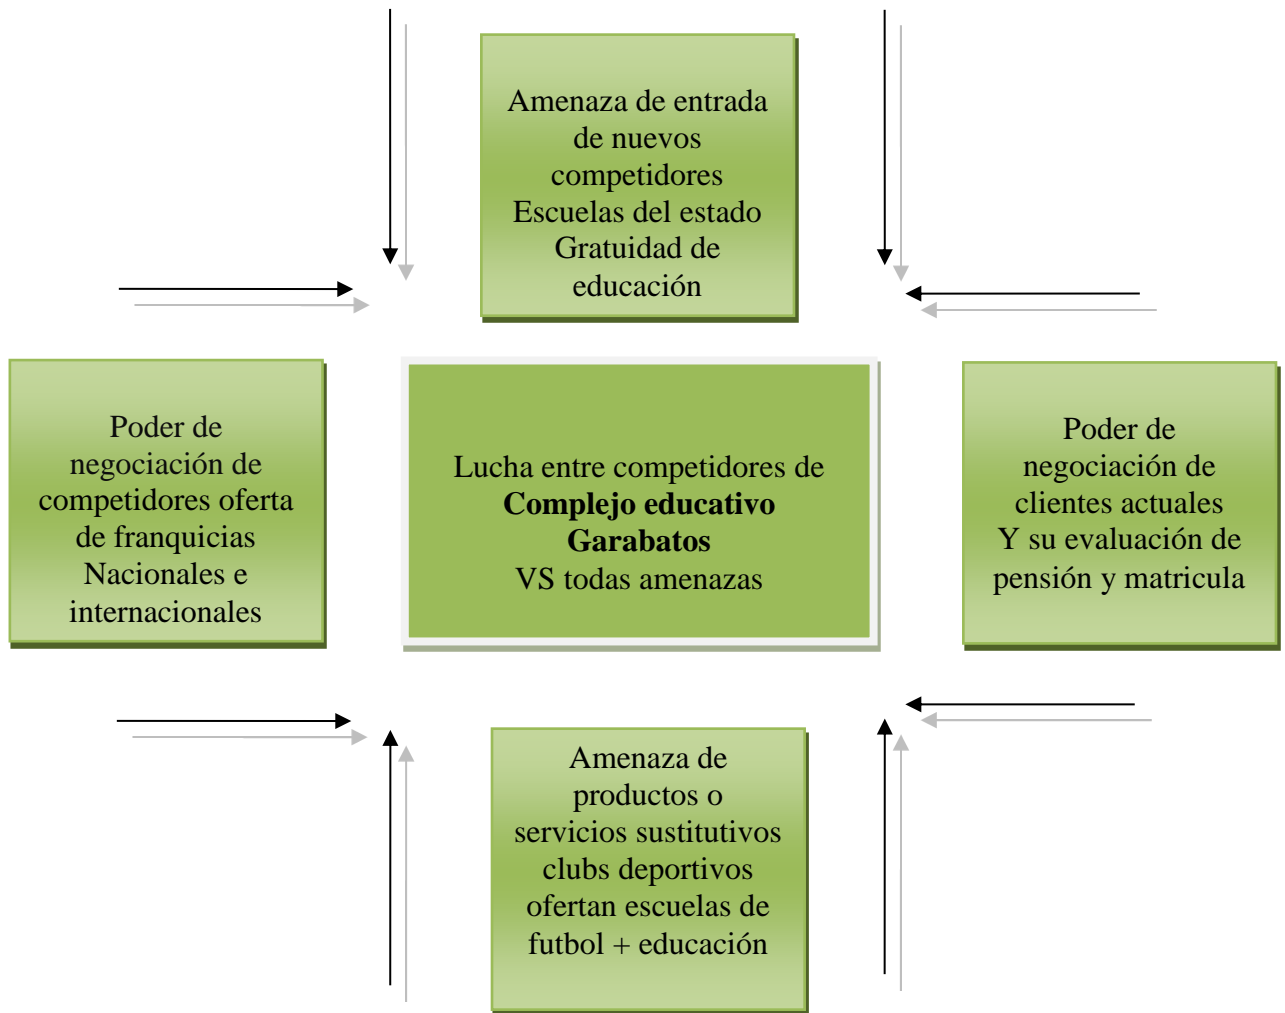 Amenaza de entrada
de nuevos
competidores
Escuelas del estado
Gratuidad de
educación
Poder de
negociación de
competidores oferta
de franquicias
Nacionales e
internacionales
Lucha entre competidores de
Complejo educativo
Garabatos
VS todas amenazas
Poder de
negociación de
clientes actuales
Y su evaluación de
pensión y matricula
Amenaza de
productos o
servicios sustitutivos
clubs deportivos
ofertan escuelas de
futbol + educación